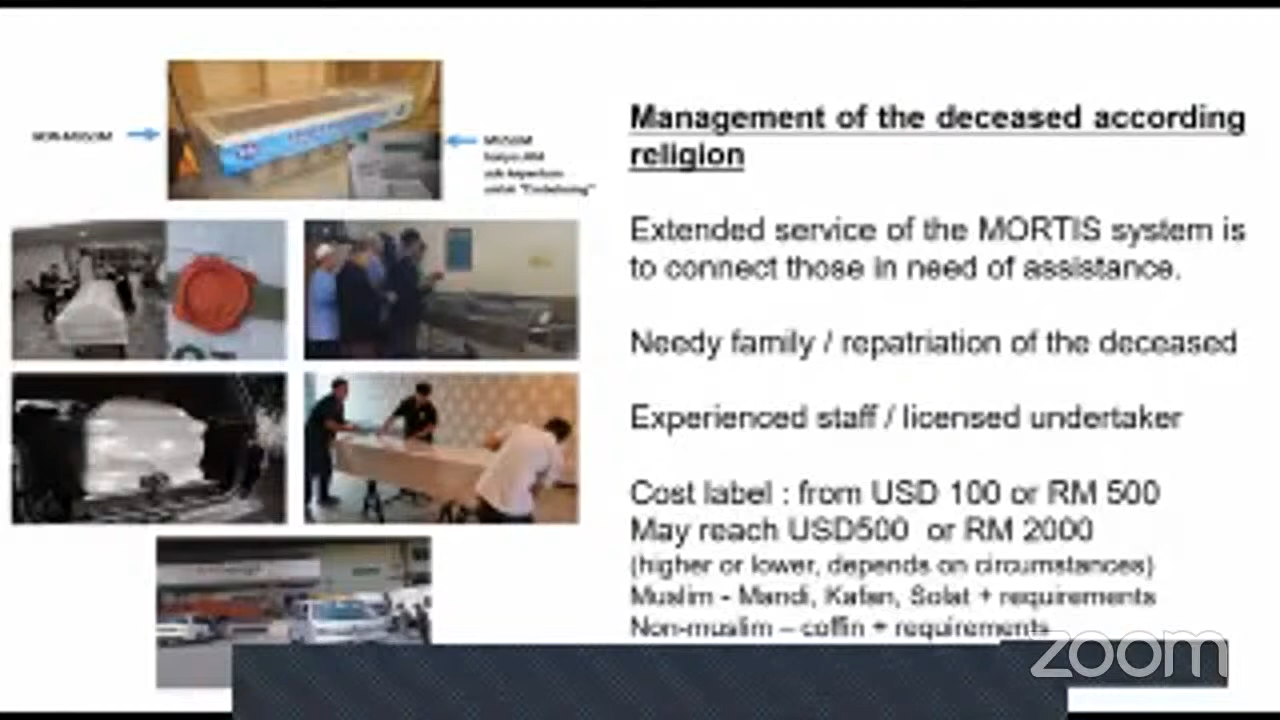 NON-MUSLIM
MUSLIM
untuk
Management of the deceased according
religion
Extended service of the MORTIS system is
to connect those in need of assistance.
Needy family / repatriation of the deceased
Experienced staff / licensed undertaker
Cost label : from USD 100 or RM 500
May reach USD500 or RM 2000
(higher or lower, depends on circumstances)
Muslim - Mandi, Kafan, Solat + requirements
Non-muslim – coffin + requirements
zoom